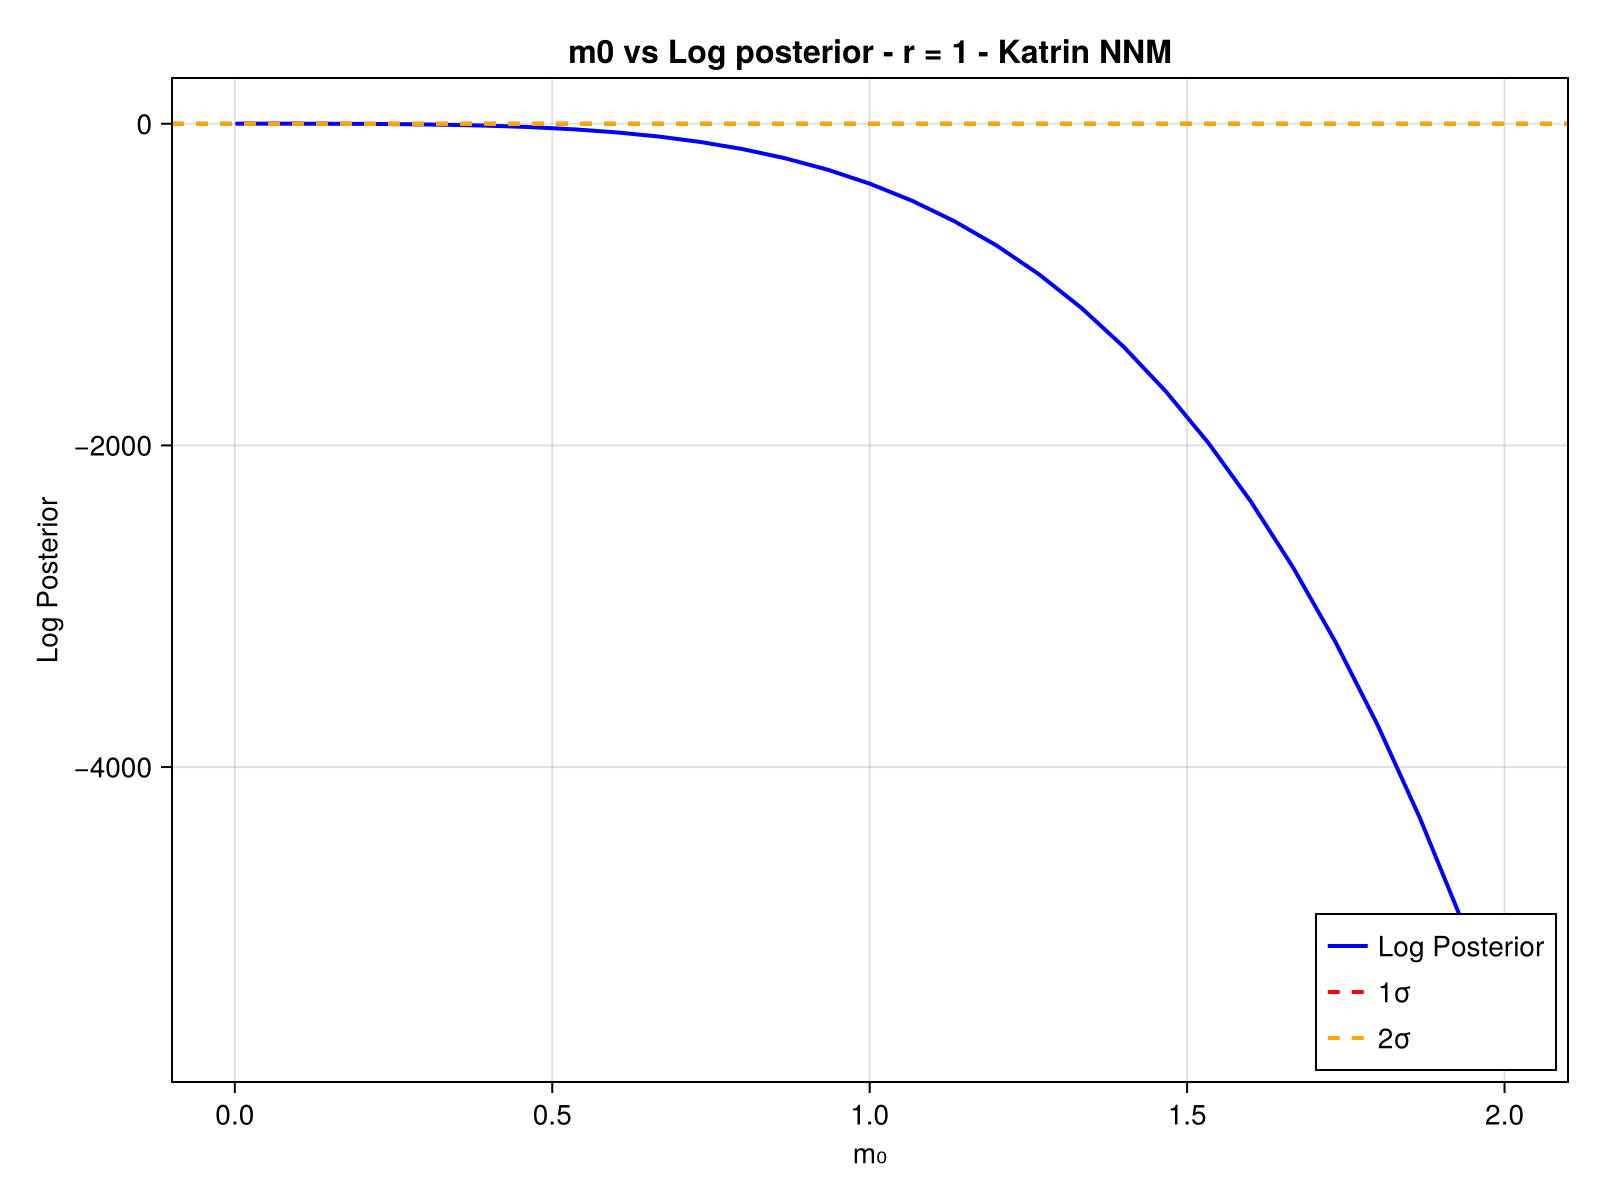 m0 vs Log posterior - r = 1 - Katrin NNM
Log Posterior
0
−2000
−4000
0.0 0.5 1.0 1.5 2.0
m₀
Log Posterior
1σ
2σ